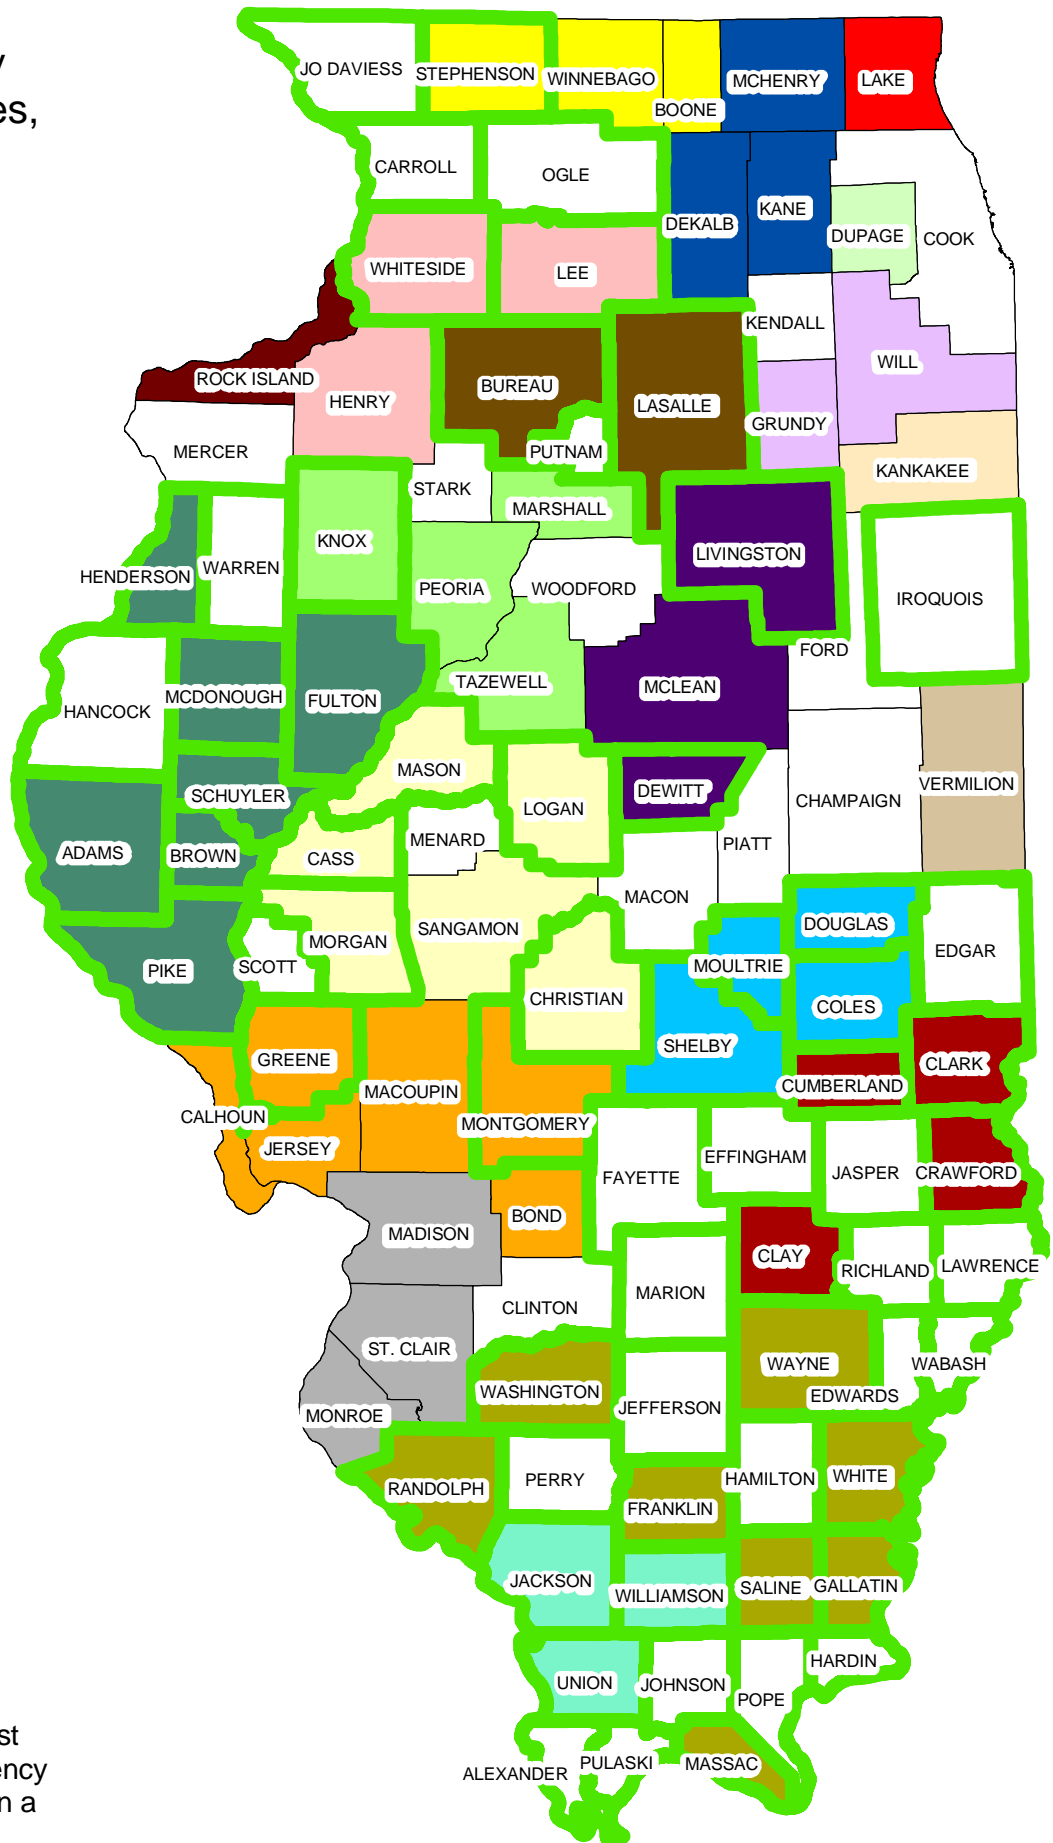 y
es,
JO DAVIESS
STEPHENSON
WINNEBAGO
BOONE
MCHENRY
LAKE
CARROLL
OGLE
DEKALB
KANE
DUPAGE
COOK
WHITESIDE
LEE
KENDALL
WILL
ROCK ISLAND
HENRY
BUREAU
LASALLE
GRUNDY
MERCER
PUTNAM
KANKAKEE
STARK
MARSHALL
KNOX
LIVINGSTON
HENDERSON
WARREN
PEORIA
WOODFORD
IROQUOIS
FORD
HANCOCK
MCDONOUGH
FULTON
TAZEWELL
MCLEAN
MASON
SCHUYLER
LOGAN
DEWITT
CHAMPAIGN
VERMILION
ADAMS
BROWN
CASS
MENARD
PIATT
MACON
PIKE
SCOTT
MORGAN
SANGAMON
DOUGLAS
EDGAR
MOULTRIE
CHRISTIAN
COLES
GREENE
SHELBY
CLARK
CUMBERLAND
MACOUPIN
CALHOUN
MONTGOMERY
JERSEY
EFFINGHAM
FAYETTE
JASPER
CRAWFORD
BOND
MADISON
CLAY
RICHLAND
LAWRENCE
MARION
CLINTON
ST. CLAIR
WAYNE
WABASH
WASHINGTON
EDWARDS
MONROE
JEFFERSON
RANDOLPH
PERRY
HAMILTON
WHITE
FRANKLIN
JACKSON
WILLIAMSON
SALINE
GALLATIN
HARDIN
UNION
JOHNSON
POPE
ALEXANDER
PULASKI
MASSAC
st
ency
n a